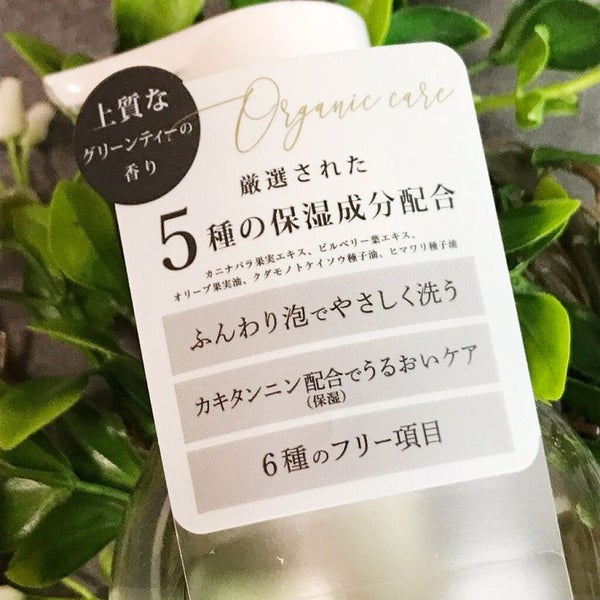 上質な
グリーンティーの
香り
Organic care
厳選された
5種の保湿成分配合
カニナバラ果実エキス、ビルベリー葉エキス、
オリーブ果実油、クダモノトケイソウ種子油、ヒマワリ種子油
ふんわり泡でやさしく洗う
カキタンニン配合でうるおいケア
(保湿)
6種のフリー項目